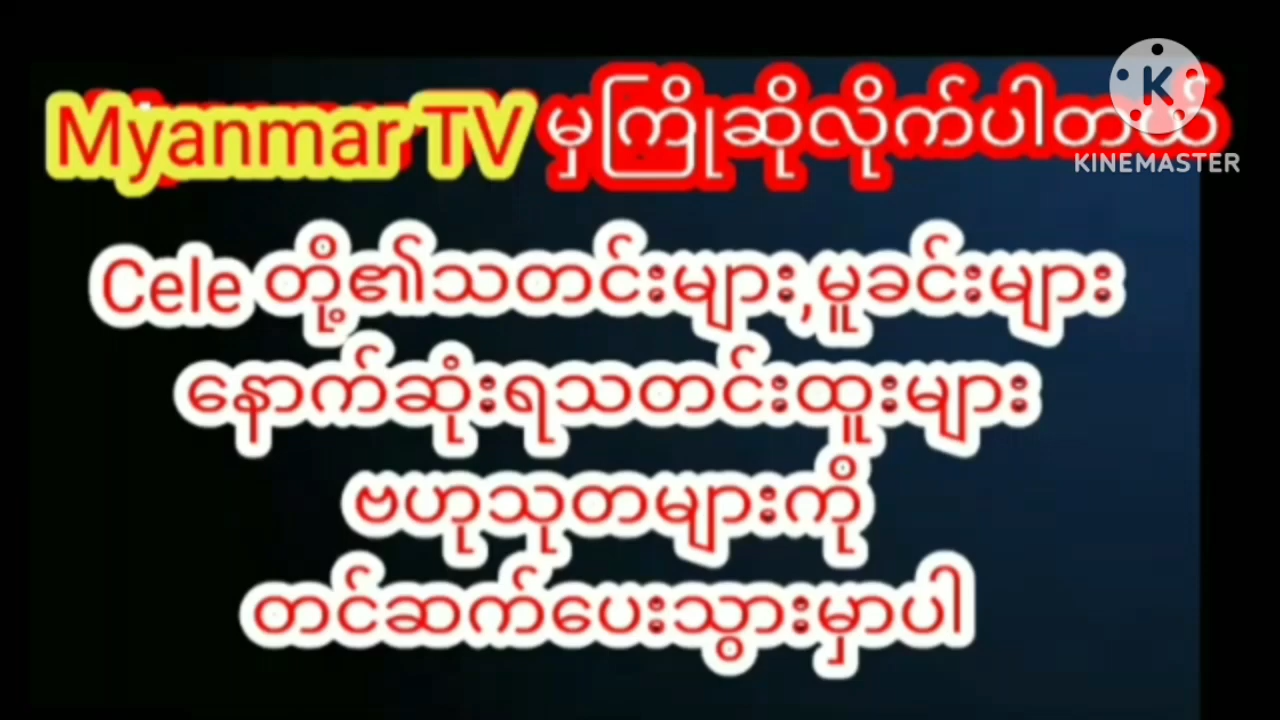 Myanmar TV မှကြိုဆိုလိုက်ပါတယ်
K
KINEMASTER
Cele တို့၏သတင်းများ,မူခင်းများ
နောက်ဆုံးရသတင်းထူးများ
ဗဟုသုတများကို
တင်ဆက်ပေးသွားမှာပါ